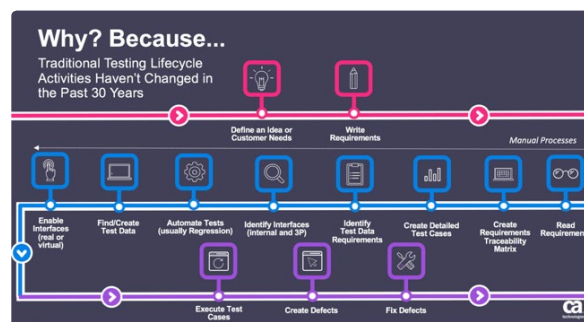 Why? Because...
Traditional Testing Lifecycle
Activities Haven't Changed in
the Past 30 Years
Define an Idea or
Customer Needs
Write
Requirements
Manual Processes
Enable
Interfaces
(real or
virtual)
Find/Create
Test Data
Automate Tests
(usually Regression)
Identify Interfaces
(internal and 3P)
Identify
Test Data
Requirements
Create Detailed
Test Cases
Create
Requirements
Traceability
Matrix
Read
Requirement
Execute Test
Cases
Create Defects
Fix Defects
ca
technologies